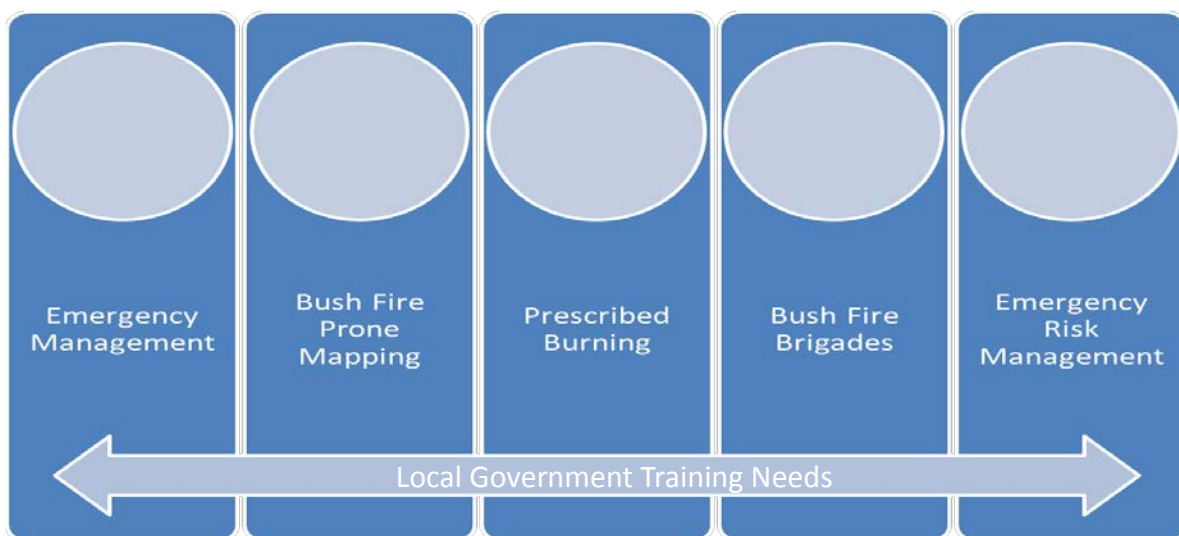 Emergency
Management
Bush Fire
Prone
Mapping
Prescribed
Burning
Bush Fire
Brigades
Emergency
Risk
Management
Local Government Training Needs